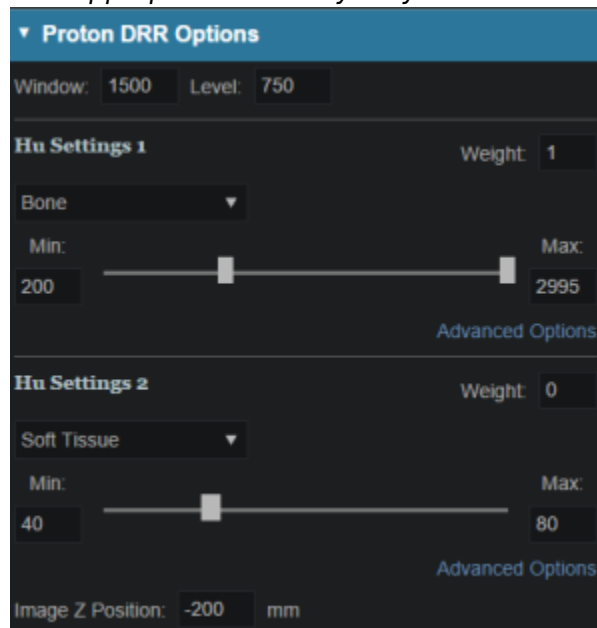 ▼ Proton DRR Options
Window: 1500 Level: 750
Hu Settings 1 Weight: 1
Bone ▼
Min: Max:
200 2995
Advanced Options
Hu Settings 2 Weight: 0
Soft Tissue ▼
Min: Max:
40 80
Advanced Options
Image Z Position: -200 mm